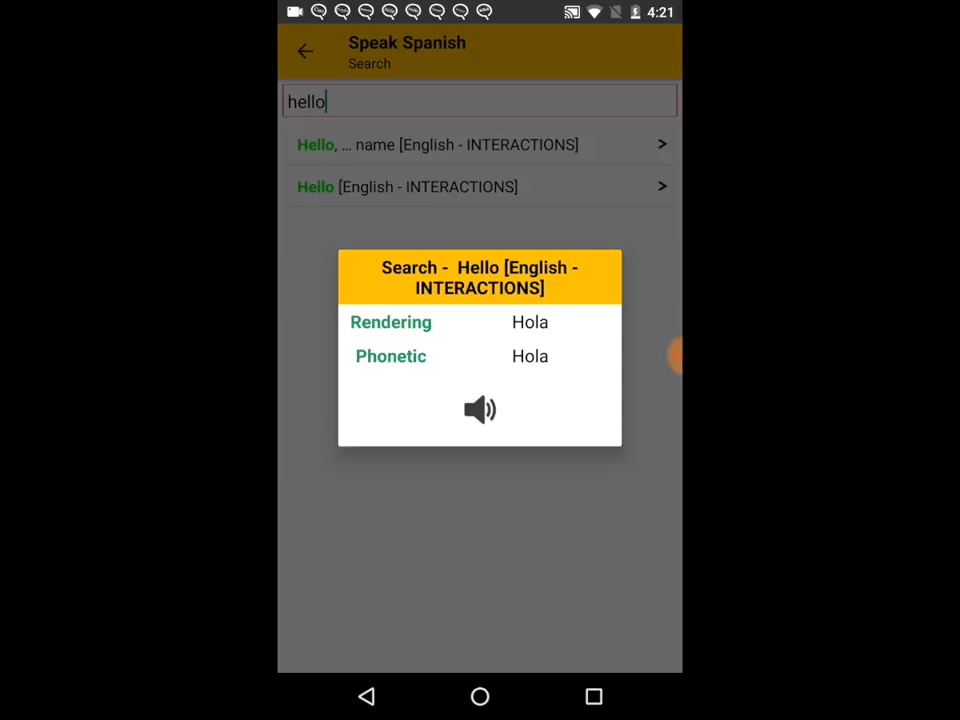 4:21
Speak Spanish
Search
hello
Hello, ... name [English - INTERACTIONS] >
Hello [English - INTERACTIONS] >
Search - Hello [English -
INTERACTIONS]
Rendering Hola
Phonetic Hola